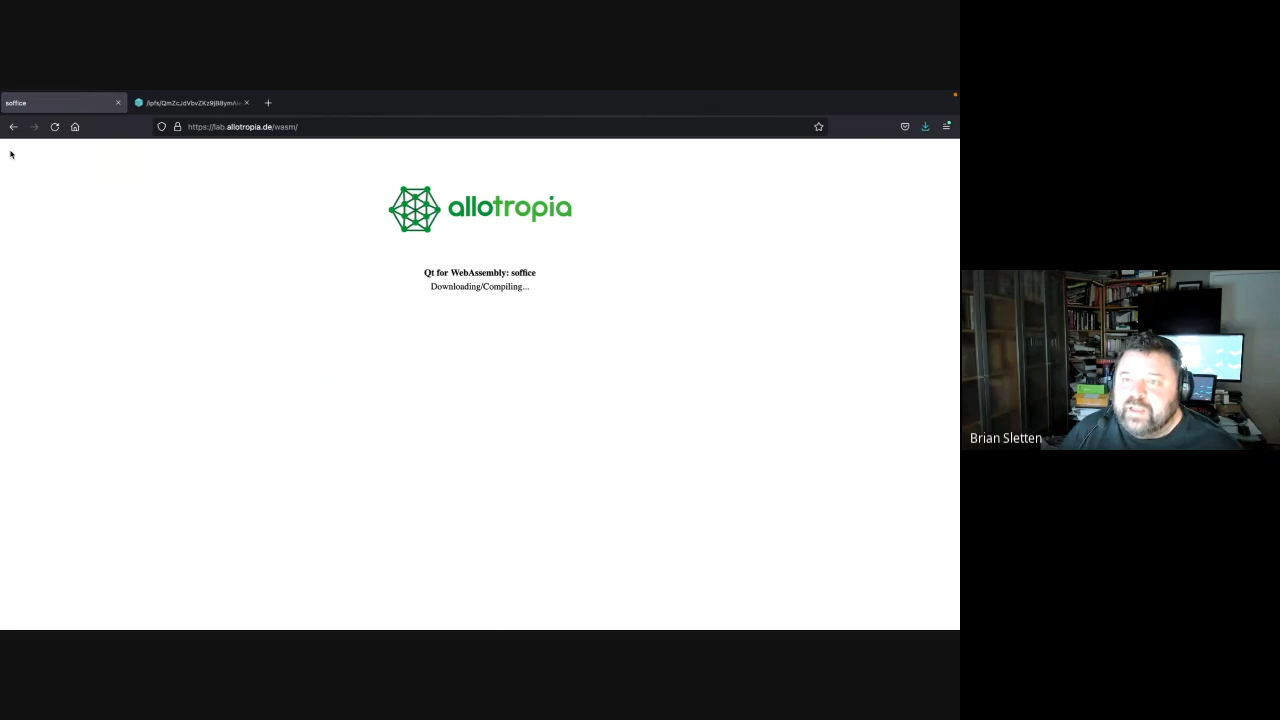 soffice
https://lab.allotropia.de/wasm/
allotropia
Qt for WebAssembly: soffice
Downloading/Compiling...
Brian Sletten